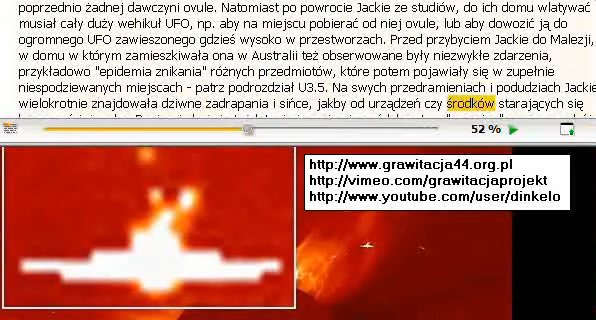 poprzednio żadnej dawczyni ovule. Natomiast po powrocie Jackie ze studiów, do ich domu wlatywać
musiał cały duży wehikuł UFO, np. aby na miejscu pobierać od niej ovule, lub aby dowozić ją do
ogromnego UFO zawieszonego gdzieś wysoko w przestworzach. Przed przybyciem Jackie do Malezji,
w domu w którym zamieszkiwała ona w Australii też obserwowane były niezwykłe zdarzenia,
przykładowo "epidemia znikania" różnych przedmiotów, które potem pojawiały się w zupełnie
niespodziewanych miejscach - patrz podrozdział U3.5. Na swych przedramionach i podudziach Jackie
wielokrotnie znajdowała dziwne zadrapania i sińce, jakby od urządzeń czy środków starających się
52 %
http://www.grawitacja44.org.pl
http://vimeo.com/grawitacjaprojekt
http://www.youtube.com/user/dinkelo